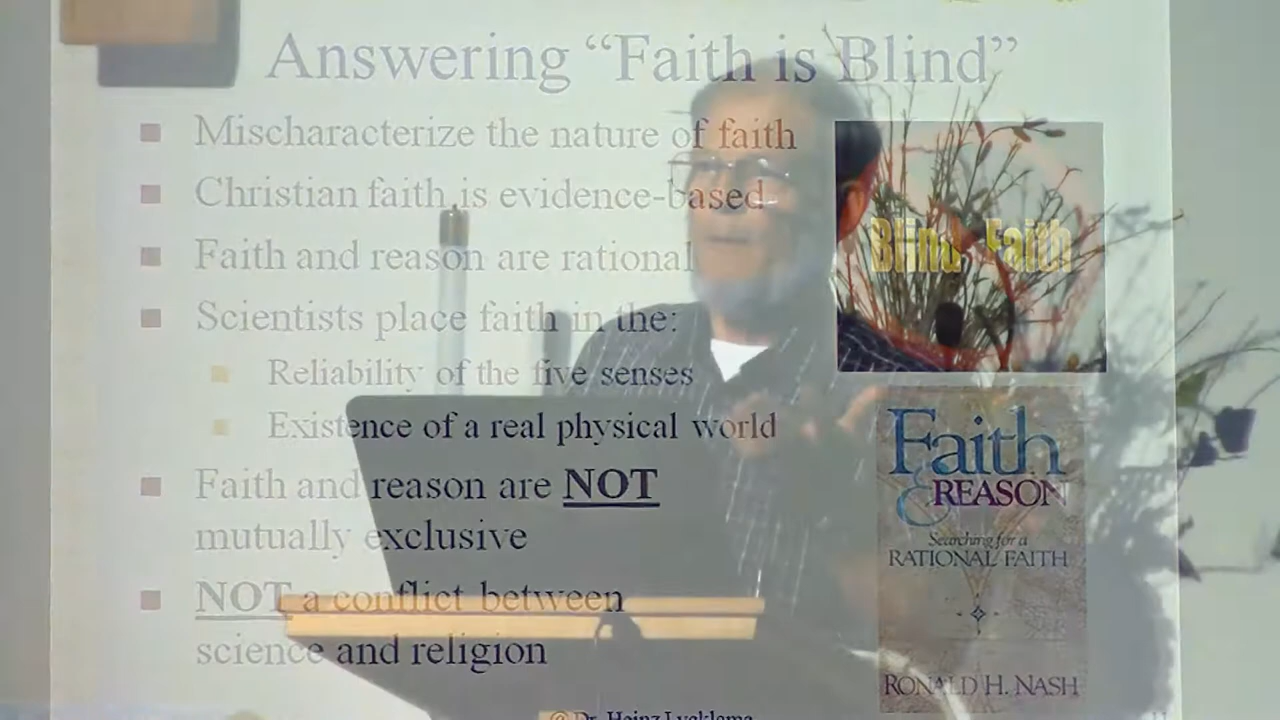 Answering “Faith is Blind”
Mischaracterize the nature of faith
Christian faith is evidence-based
Faith and reason are rational
Scientists place faith in the:
Reliability of the five senses
Existence of a real physical world
Faith and reason are NOT
mutually exclusive
NOT a conflict between
science and religion
Blind Faith
Faith
& REASON
Searching for a
RATIONAL FAITH
RONALD H. NASH
© Dr. Heinz Lycklama